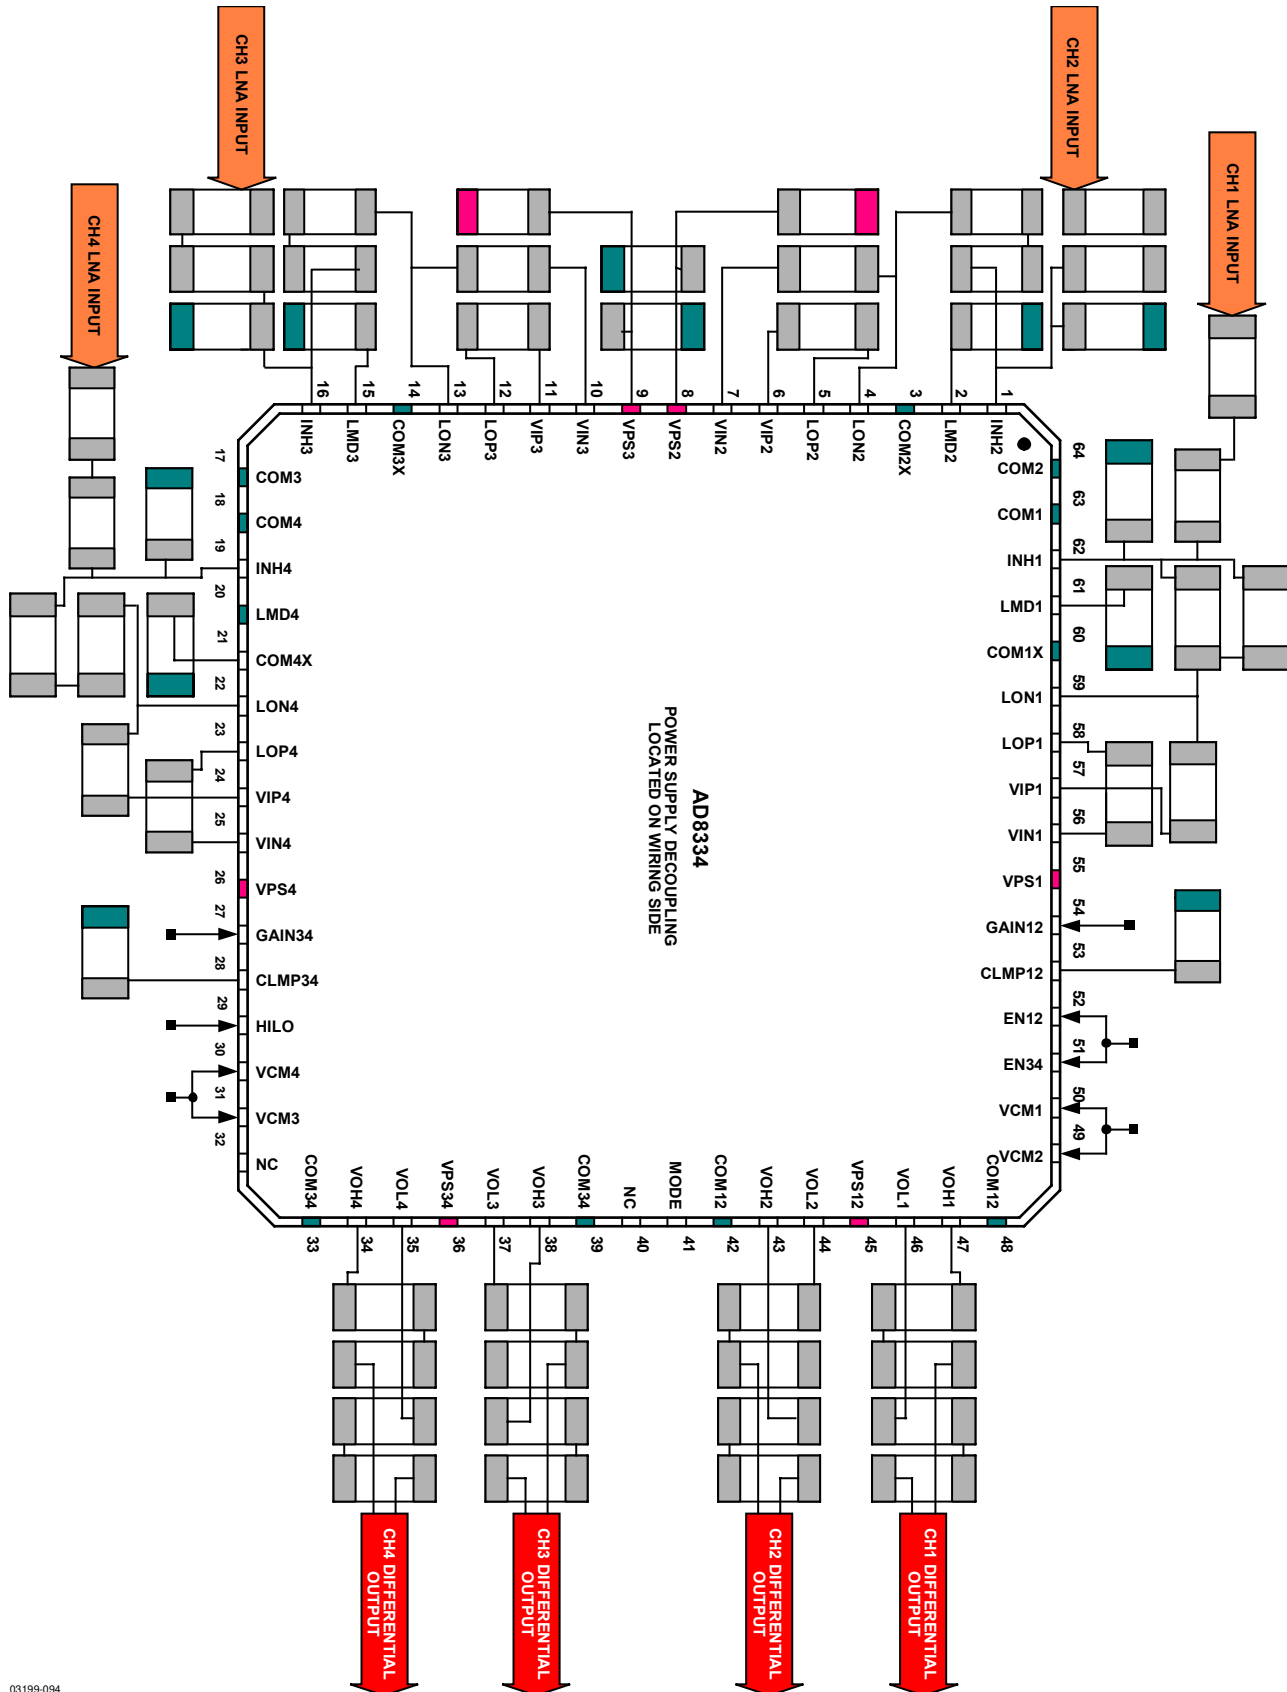 CH3 LNA INPUT
CH2 LNA INPUT
CH1 LNA INPUT
CH4 LNA INPUT
16
15
14
13
12
11
10
9
8
7
6
5
4
3
2
1
INH3
LMD3
COM3X
LON3
LOP3
VIP3
VIN3
VPS3
VPS2
VIN2
VIP2
LOP2
LON2
COM2X
LMD2
INH2
17
COM3
18
COM4
19
INH4
20
LMD4
21
COM4X
22
LON4
23
LOP4
24
VIP4
25
VIN4
26
VPS4
27
GAIN34
28
CLMP34
29
HILO
30
VCM4
31
VCM3
32
NC
AD8334
POWER SUPPLY DECOUPLING
LOCATED ON WIRING SIDE
COM2
64
COM1
63
INH1
62
LMD1
61
COM1X
60
LON1
59
LOP1
58
VIP1
57
VIN1
56
VPS1
55
GAIN12
54
CLMP12
53
EN12
52
EN34
51
VCM1
50
VCM2
49
COM34
VOH4
VOL4
VPS34
VOL3
VOH3
COM34
NC
MODE
COM12
VOH2
VOL2
VPS12
VOL1
VOH1
COM12
33
34
35
36
37
38
39
40
41
42
43
44
45
46
47
48
CH4 DIFFERENTIAL
OUTPUT
CH3 DIFFERENTIAL
OUTPUT
CH2 DIFFERENTIAL
OUTPUT
CH1 DIFFERENTIAL
OUTPUT
03199-094